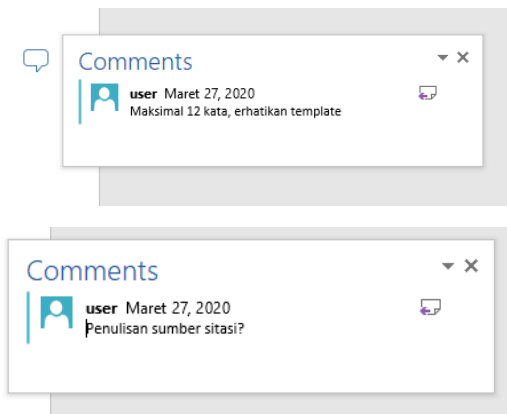 Comments
user Maret 27, 2020
Maksimal 12 kata, erhatikan template
Comments
user Maret 27, 2020
Penulisan sumber sitasi?